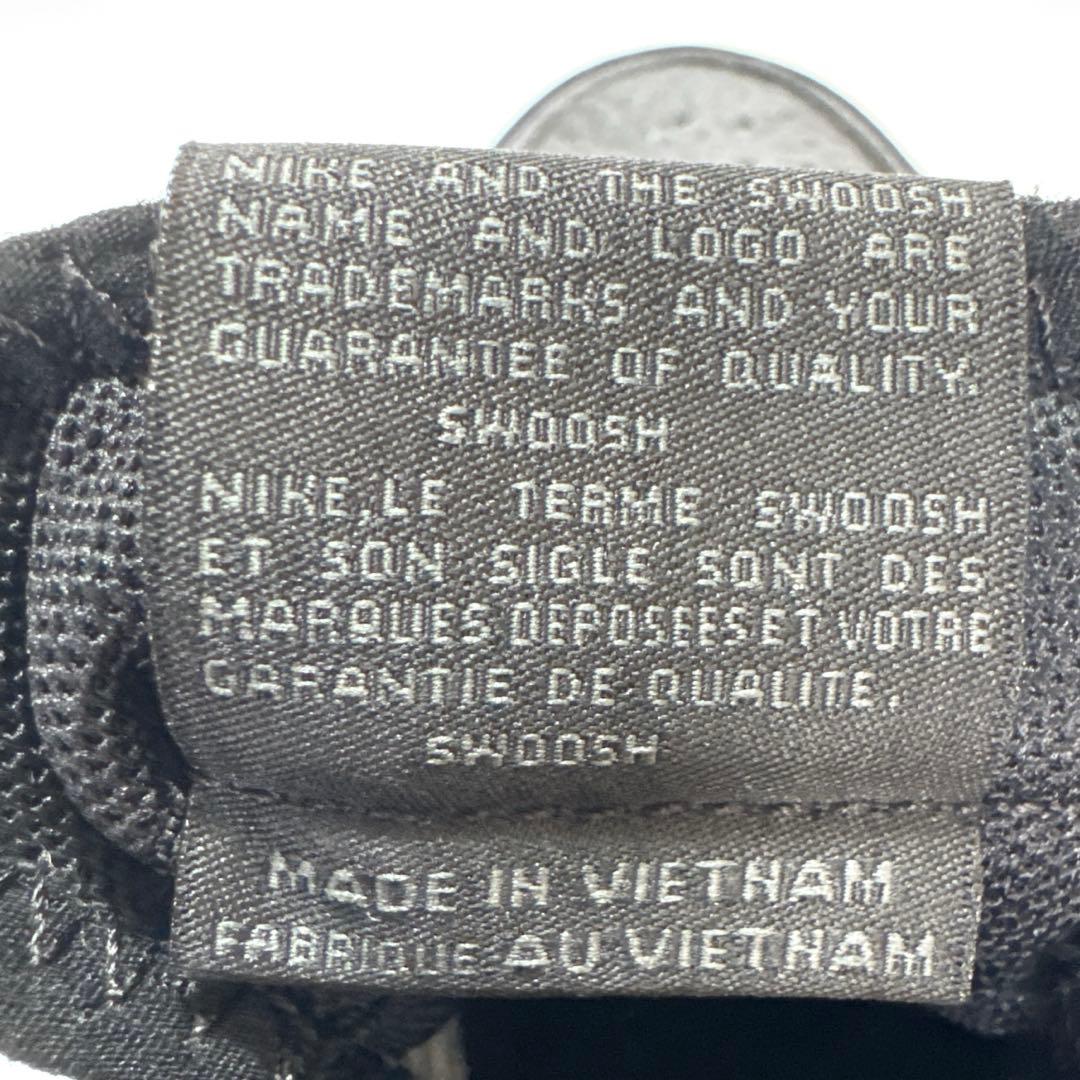 NIKE AND THE SWOOSH
NAME AND LOGO ARE
TRADEMARKS AND YOUR
GUARANTEE OF QUALITY.
SWOOSH
NIKE,LE TERME SWOOSH
ET SON SIGLE SONT DES
MARQUES DEPOSEES ET VOTRE
GARANTIE DE QUALITE.
SWOOSH
MADE IN VIETNAM
FABRIQUE AU VIETNAM